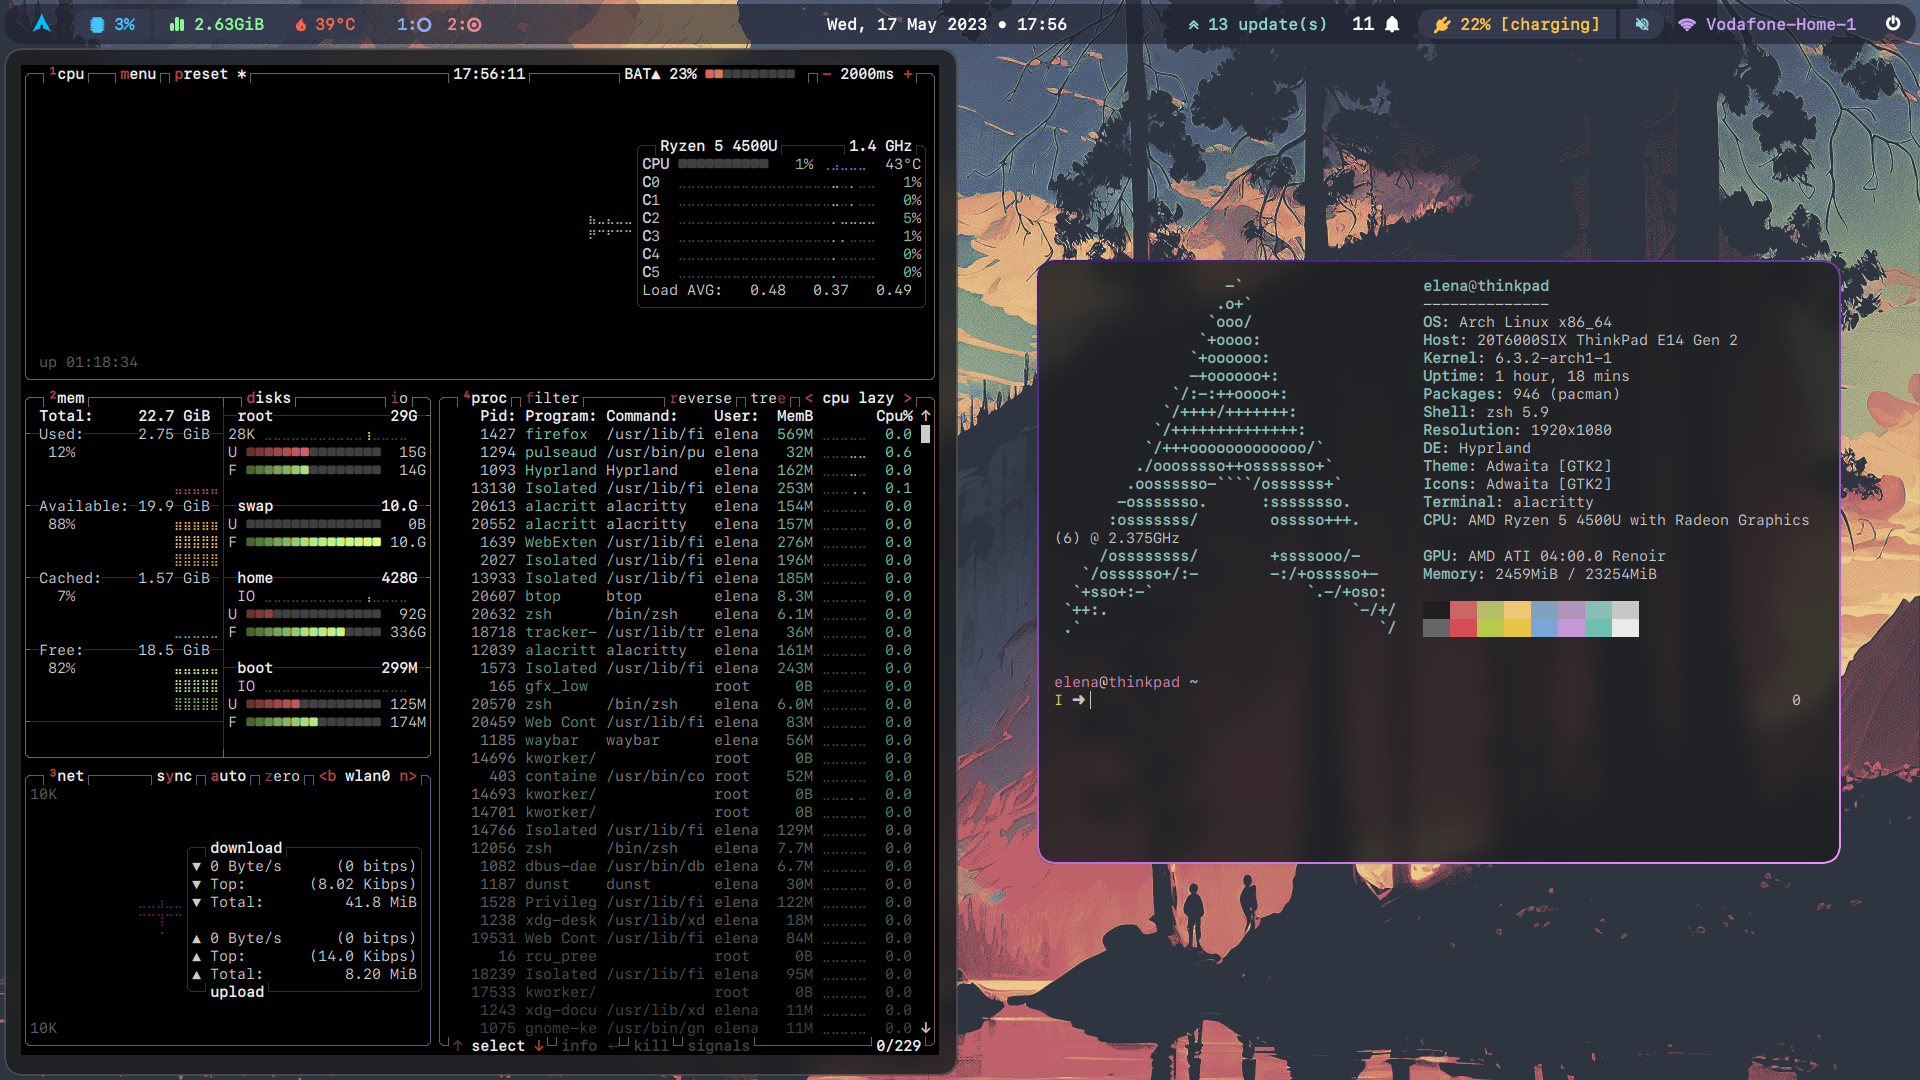 3% 2.63GiB 39°C 1: 2: Wed, 17 May 2023 • 17:56 13 update(s) 11 22% [charging] Vodafone-Home-1
1cpu menu preset * 17:56:11 BAT▲ 23% - 2000ms +
Ryzen 5 4500U 1.4 GHz
CPU 1% 43°C
C0 1%
C1 0%
C2 5%
C3 1%
C4 0%
C5 0%
Load AVG: 0.48 0.37 0.49
up 01:18:34
2mem disks io
Total: 22.7 GiB
Used: 2.75 GiB
12%
Available: 19.9 GiB
88%
Cached: 1.57 GiB
7%
Free: 18.5 GiB
82%
root 29G
28K
U 15G
F 14G
swap 10.G
U 0B
F 10.G
home 428G
IO
U 92G
F 336G
boot 299M
IO
U 125M
F 174M
3net sync auto zero <b wlan0 n>
10K
download
▼ 0 Byte/s (0 bitps)
▼ Top: (8.02 Kibps)
▼ Total: 41.8 MiB
▲ 0 Byte/s (0 bitps)
▲ Top: (14.0 Kibps)
▲ Total: 8.20 MiB
upload
10K
4proc filter reverse tree < cpu lazy >
Pid: Program: Command: User: MemB Cpu% ↑
1427 firefox /usr/lib/fi elena 569M 0.0
1294 pulseaud /usr/bin/pu elena 32M 0.6
1093 Hyprland Hyprland elena 162M 0.0
13130 Isolated /usr/lib/fi elena 253M 0.1
20613 alacritt alacritty elena 154M 0.0
20552 alacritt alacritty elena 157M 0.0
1639 WebExten /usr/lib/fi elena 276M 0.0
2027 Isolated /usr/lib/fi elena 196M 0.0
13933 Isolated /usr/lib/fi elena 185M 0.0
20607 btop btop elena 8.3M 0.0
20632 zsh /bin/zsh elena 6.1M 0.0
18718 tracker- /usr/lib/tr elena 36M 0.0
12039 alacritt alacritty elena 161M 0.0
1573 Isolated /usr/lib/fi elena 243M 0.0
165 gfx_low root 0B 0.0
20570 zsh /bin/zsh elena 6.0M 0.0
20459 Web Cont /usr/lib/fi elena 83M 0.0
1185 waybar waybar elena 56M 0.0
14696 kworker/ root 0B 0.0
403 containe /usr/bin/co root 52M 0.0
14693 kworker/ root 0B 0.0
14701 kworker/ root 0B 0.0
14766 Isolated /usr/lib/fi elena 129M 0.0
12056 zsh /bin/zsh elena 7.7M 0.0
1082 dbus-dae /usr/bin/db elena 6.7M 0.0
1187 dunst dunst elena 30M 0.0
1528 Privileg /usr/lib/fi elena 122M 0.0
1238 xdg-desk /usr/lib/xd elena 18M 0.0
19531 Web Cont /usr/lib/fi elena 84M 0.0
16 rcu_pree root 0B 0.0
18239 Isolated /usr/lib/fi elena 95M 0.0
17533 kworker/ root 0B 0.0
1243 xdg-docu /usr/lib/xd elena 11M 0.0
1075 gnome-ke /usr/bin/gn elena 11M 0.0 ↓
↑ select ↓ info ↵ kill signals 0/229
-` elena@thinkpad
.o+` --------------
`ooo/ OS: Arch Linux x86_64
`+oooo: Host: 20T6000SIX ThinkPad E14 Gen 2
`+oooooo: Kernel: 6.3.2-arch1-1
-+oooooo+: Uptime: 1 hour, 18 mins
`/:-:++oooo+: Packages: 946 (pacman)
`/++++/+++++++: Shell: zsh 5.9
`/++++++++++++++: Resolution: 1920x1080
`/+++ooooooooooooo/` DE: Hyprland
./ooosssso++osssssso+` Theme: Adwaita [GTK2]
.oossssso-````/ossssss+` Icons: Adwaita [GTK2]
-osssssso. :ssssssso. Terminal: alacritty
:osssssss/ osssso+++. CPU: AMD Ryzen 5 4500U with Radeon Graphics
(6) @ 2.375GHz
/ossssssss/ +ssssooo/- GPU: AMD ATI 04:00.0 Renoir
`/ossssso+/:- -:/+osssso+- Memory: 2459MiB / 23254MiB
`+sso+:-` `.-/+oso:
`++:. `-/+/
.` `/
elena@thinkpad ~
I ➜ 0